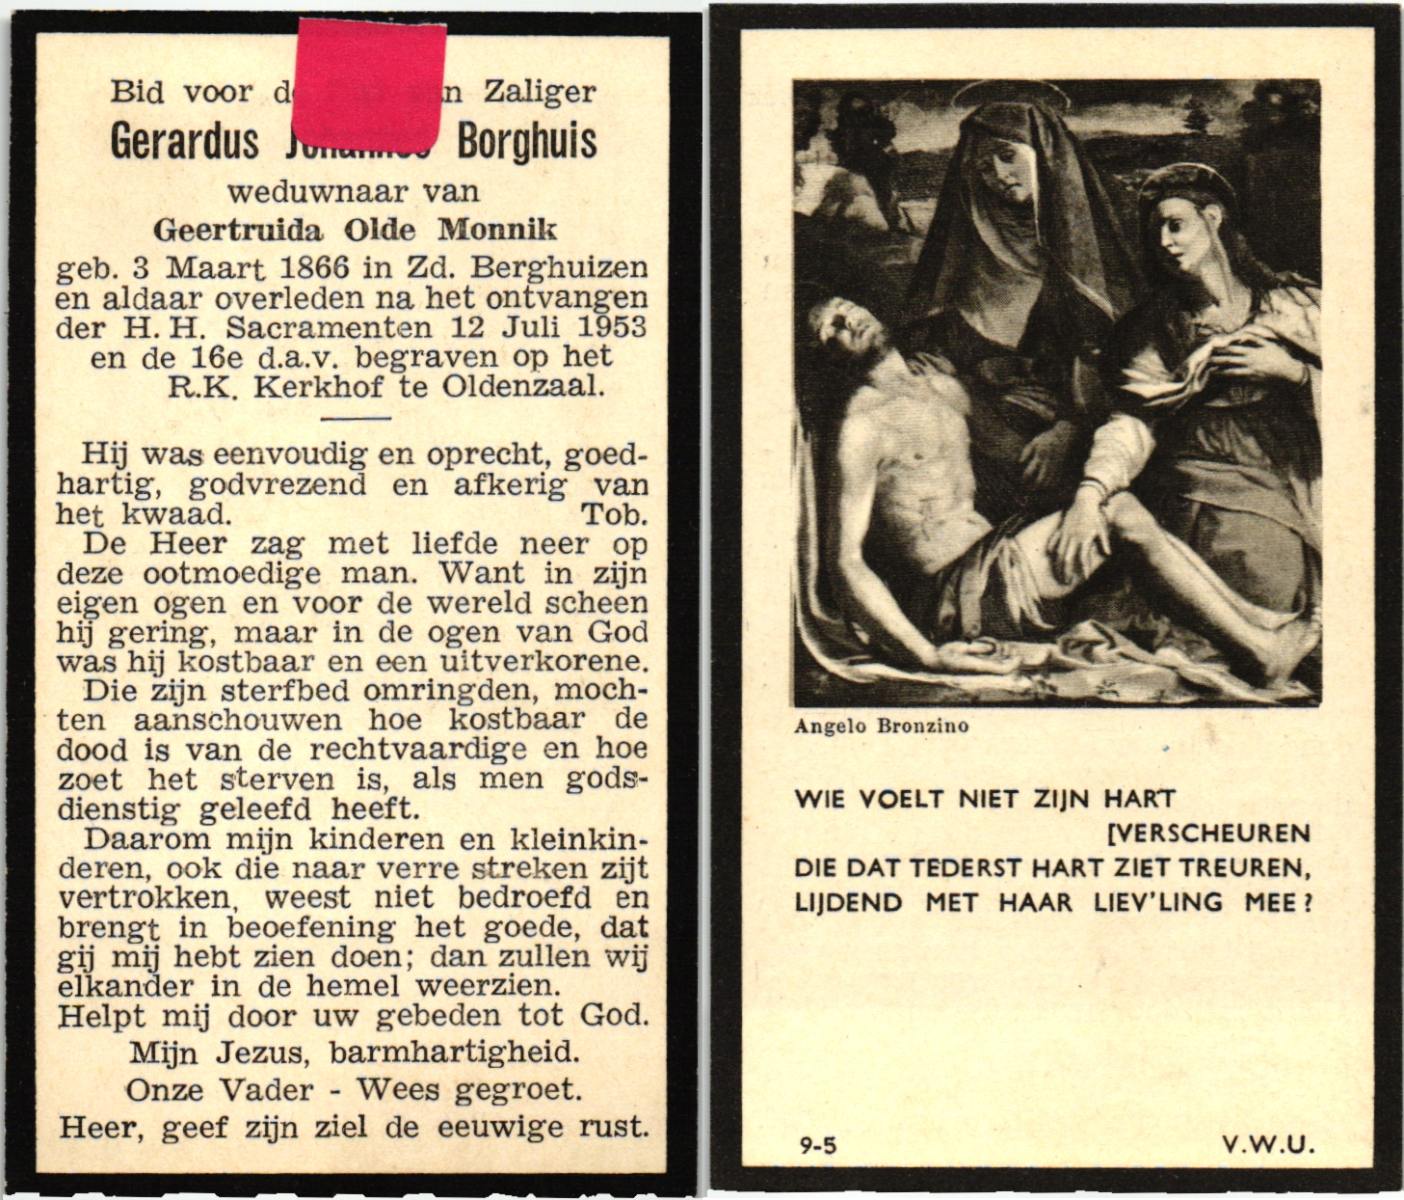 Bid voor de van Zaliger
Gerardus Johannes Borghuis
weduwnaar van
Geertruida Olde Monnik
geb. 3 Maart 1866 in Zd. Berghuizen
en aldaar overleden na het ontvangen
der H. H. Sacramenten 12 Juli 1953
en de 16e d.a.v. begraven op het
R.K. Kerkhof te Oldenzaal.
Hij was eenvoudig en oprecht, goed-
hartig, godvrezend en afkerig van
het kwaad. Tob.
De Heer zag met liefde neer op
deze ootmoedige man. Want in zijn
eigen ogen en voor de wereld scheen
hij gering, maar in de ogen van God
was hij kostbaar en een uitverkorene.
Die zijn sterfbed omringden, moch-
ten aanschouwen hoe kostbaar de
dood is van de rechtvaardige en hoe
zoet het sterven is, als men gods-
dienstig geleefd heeft.
Daarom mijn kinderen en kleinkin-
deren, ook die naar verre streken zijt
vertrokken, weest niet bedroefd en
brengt in beoefening het goede, dat
gij mij hebt zien doen; dan zullen wij
elkander in de hemel weerzien.
Helpt mij door uw gebeden tot God.
Mijn Jezus, barmhartigheid.
Onze Vader - Wees gegroet.
Heer, geef zijn ziel de eeuwige rust.
Angelo Bronzino
WIE VOELT NIET ZIJN HART
[VERSCHEUREN
DIE DAT TEDERST HART ZIET TREUREN,
LIJDEND MET HAAR LIEV'LING MEE?
9-5 V.W.U.